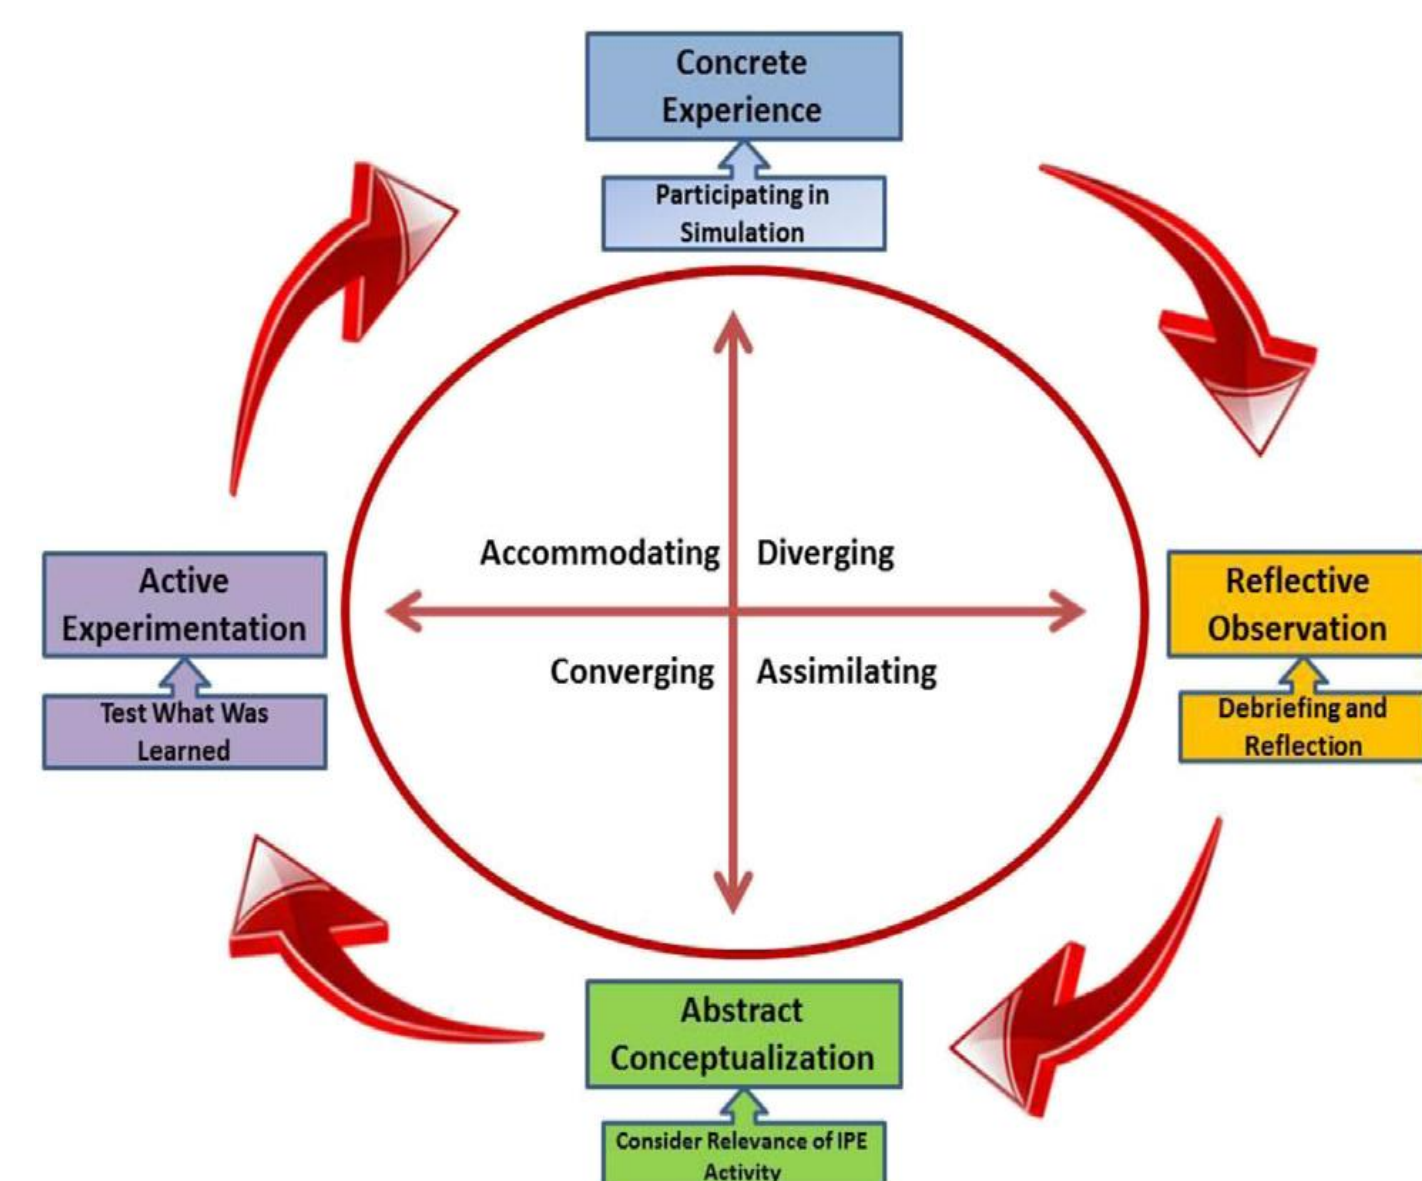 Concrete
Experience
Participating in
Simulation
Accommodating
Diverging
Active
Experimentation
Reflective
Observation
Converging
Assimilating
Test What Was
Learned
Debriefing and
Reflection
Abstract
Conceptualization
Consider Relevance of IPE
Activity